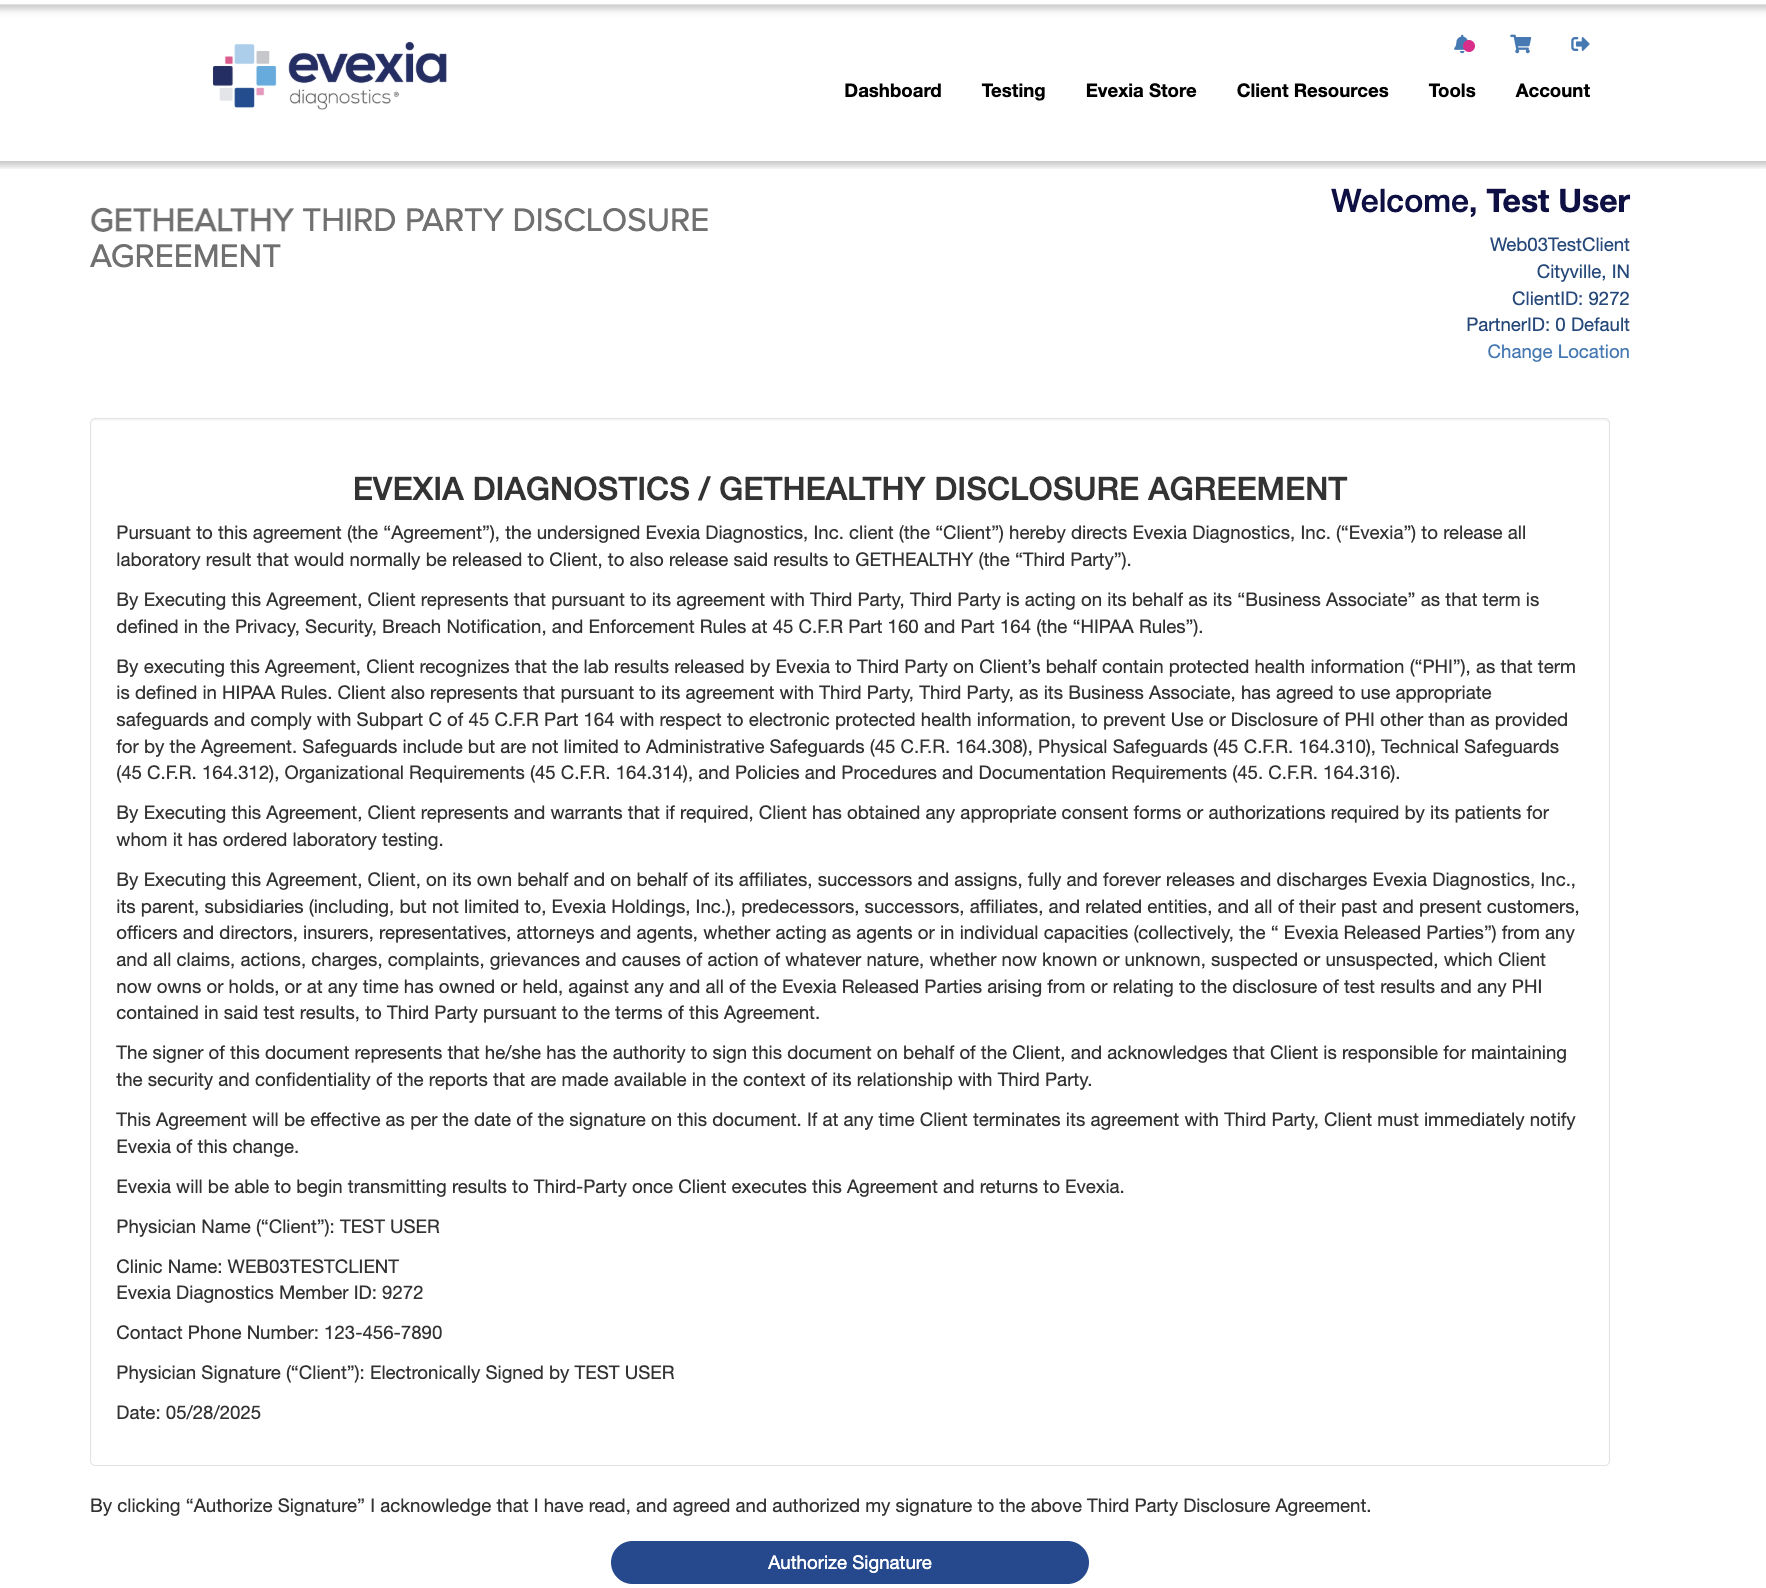 evexia
diagnostics®
Dashboard Testing Evexia Store Client Resources Tools Account
GETHEALTHY THIRD PARTY DISCLOSURE
AGREEMENT
Welcome, Test User
Web03TestClient
Cityville, IN
ClientID: 9272
PartnerID: 0 Default
Change Location
EVEXIA DIAGNOSTICS / GETHEALTHY DISCLOSURE AGREEMENT
Pursuant to this agreement (the “Agreement”), the undersigned Evexia Diagnostics, Inc. client (the “Client”) hereby directs Evexia Diagnostics, Inc. (“Evexia”) to release all
laboratory result that would normally be released to Client, to also release said results to GETHEALTHY (the “Third Party”).
By Executing this Agreement, Client represents that pursuant to its agreement with Third Party, Third Party is acting on its behalf as its “Business Associate” as that term is
defined in the Privacy, Security, Breach Notification, and Enforcement Rules at 45 C.F.R Part 160 and Part 164 (the “HIPAA Rules”).
By executing this Agreement, Client recognizes that the lab results released by Evexia to Third Party on Client’s behalf contain protected health information (“PHI”), as that term
is defined in HIPAA Rules. Client also represents that pursuant to its agreement with Third Party, Third Party, as its Business Associate, has agreed to use appropriate
safeguards and comply with Subpart C of 45 C.F.R Part 164 with respect to electronic protected health information, to prevent Use or Disclosure of PHI other than as provided
for by the Agreement. Safeguards include but are not limited to Administrative Safeguards (45 C.F.R. 164.308), Physical Safeguards (45 C.F.R. 164.310), Technical Safeguards
(45 C.F.R. 164.312), Organizational Requirements (45 C.F.R. 164.314), and Policies and Procedures and Documentation Requirements (45. C.F.R. 164.316).
By Executing this Agreement, Client represents and warrants that if required, Client has obtained any appropriate consent forms or authorizations required by its patients for
whom it has ordered laboratory testing.
By Executing this Agreement, Client, on its own behalf and on behalf of its affiliates, successors and assigns, fully and forever releases and discharges Evexia Diagnostics, Inc.,
its parent, subsidiaries (including, but not limited to, Evexia Holdings, Inc.), predecessors, successors, affiliates, and related entities, and all of their past and present customers,
officers and directors, insurers, representatives, attorneys and agents, whether acting as agents or in individual capacities (collectively, the “ Evexia Released Parties”) from any
and all claims, actions, charges, complaints, grievances and causes of action of whatever nature, whether now known or unknown, suspected or unsuspected, which Client
now owns or holds, or at any time has owned or held, against any and all of the Evexia Released Parties arising from or relating to the disclosure of test results and any PHI
contained in said test results, to Third Party pursuant to the terms of this Agreement.
The signer of this document represents that he/she has the authority to sign this document on behalf of the Client, and acknowledges that Client is responsible for maintaining
the security and confidentiality of the reports that are made available in the context of its relationship with Third Party.
This Agreement will be effective as per the date of the signature on this document. If at any time Client terminates its agreement with Third Party, Client must immediately notify
Evexia of this change.
Evexia will be able to begin transmitting results to Third-Party once Client executes this Agreement and returns to Evexia.
Physician Name (“Client”): TEST USER
Clinic Name: WEB03TESTCLIENT
Evexia Diagnostics Member ID: 9272
Contact Phone Number: 123-456-7890
Physician Signature (“Client”): Electronically Signed by TEST USER
Date: 05/28/2025
By clicking “Authorize Signature” I acknowledge that I have read, and agreed and authorized my signature to the above Third Party Disclosure Agreement.
Authorize Signature